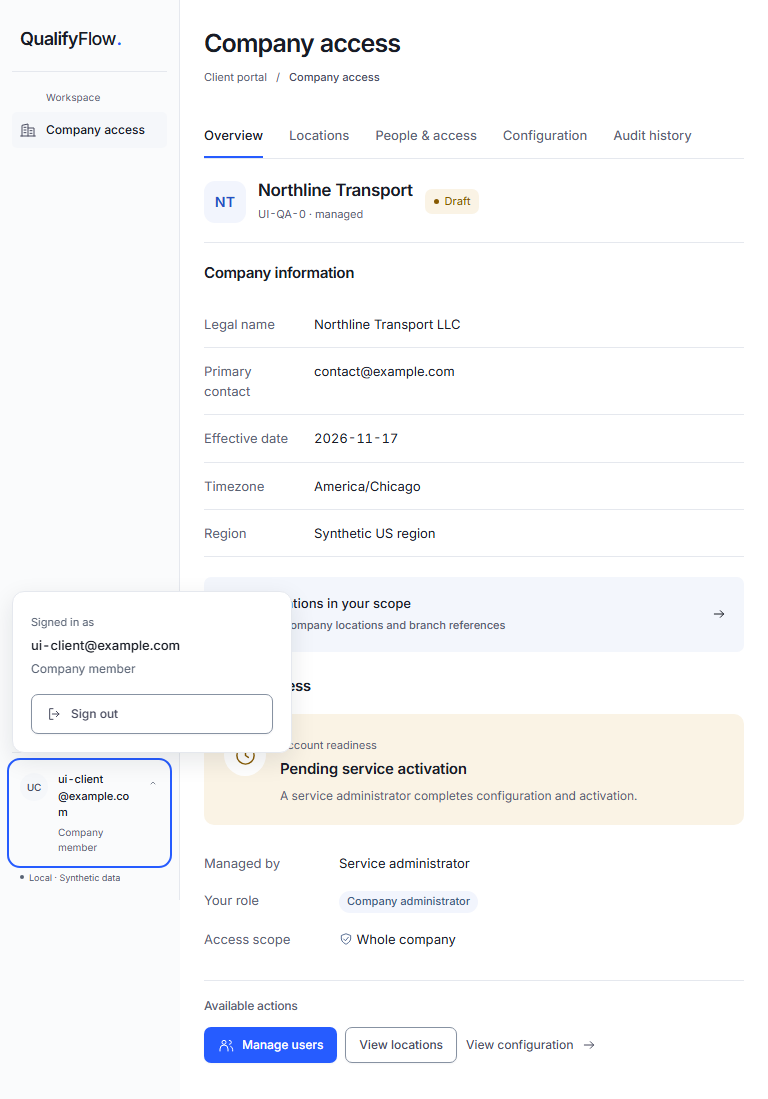 QualifyFlow.
Workspace
Company access
Company access
Client portal / Company access
Overview Locations People & access Configuration Audit history
NT
Northline Transport
UI-QA-0 · managed
Draft
Company information
Legal name Northline Transport LLC
Primary
contact
contact@example.com
Effective date 2026-11-17
Timezone America/Chicago
Region Synthetic US region
in your scope
locations and branch references
Signed in as
ui-client@example.com
Company member
Sign out
readiness
Pending service activation
A service administrator completes configuration and activation.
UC
ui-client
@example.co
m
Company
member
Local · Synthetic data
Managed by Service administrator
Your role Company administrator
Access scope Whole company
Available actions
Manage users View locations View configuration